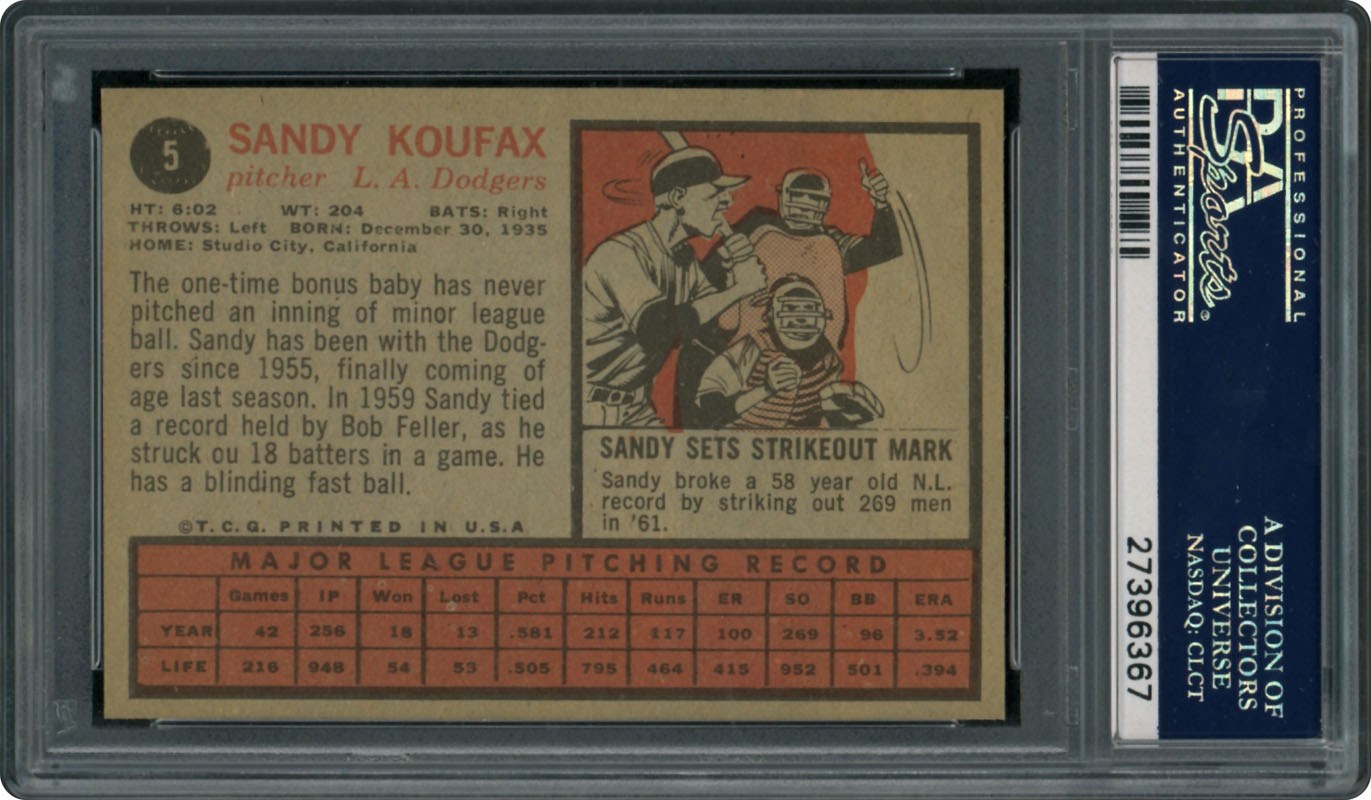 5
SANDY KOUFAX
pitcher L. A. Dodgers
HT: 6:02 WT: 204 BATS: Right
THROWS: Left BORN: December 30, 1935
HOME: Studio City, California
The one-time bonus baby has never
pitched an inning of minor league
ball. Sandy has been with the Dodg-
ers since 1955, finally coming of
age last season. In 1959 Sandy tied
a record held by Bob Feller, as he
struck ou 18 batters in a game. He
has a blinding fast ball.
©T.C.G. PRINTED IN U.S.A
SANDY SETS STRIKEOUT MARK
Sandy broke a 58 year old N.L.
record by striking out 269 men
in '61.
MAJOR LEAGUE PITCHING RECORD
Games IP Won Lost Pct Hits Runs ER SO BB ERA
YEAR 42 256 18 13 .581 212 117 100 269 96 3.52
LIFE 216 948 54 53 .505 795 464 415 952 501 .394
PROFESSIONAL
PSA
Sports®
AUTHENTICATOR
A DIVISION OF
COLLECTORS
UNIVERSE
NASDAQ: CLCT
27396367